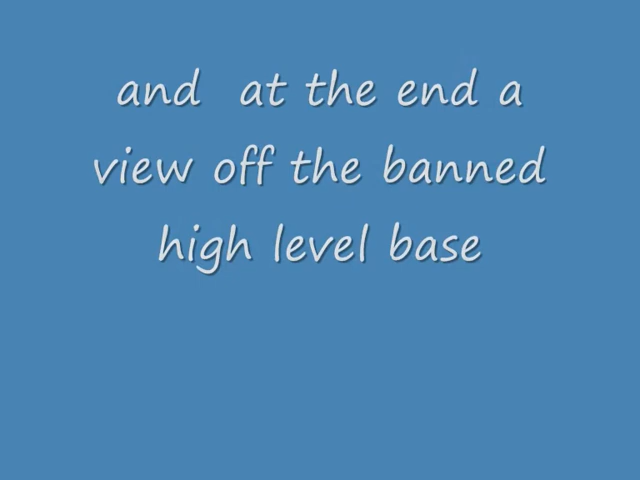 and  at the end a
view off the banned
high level base